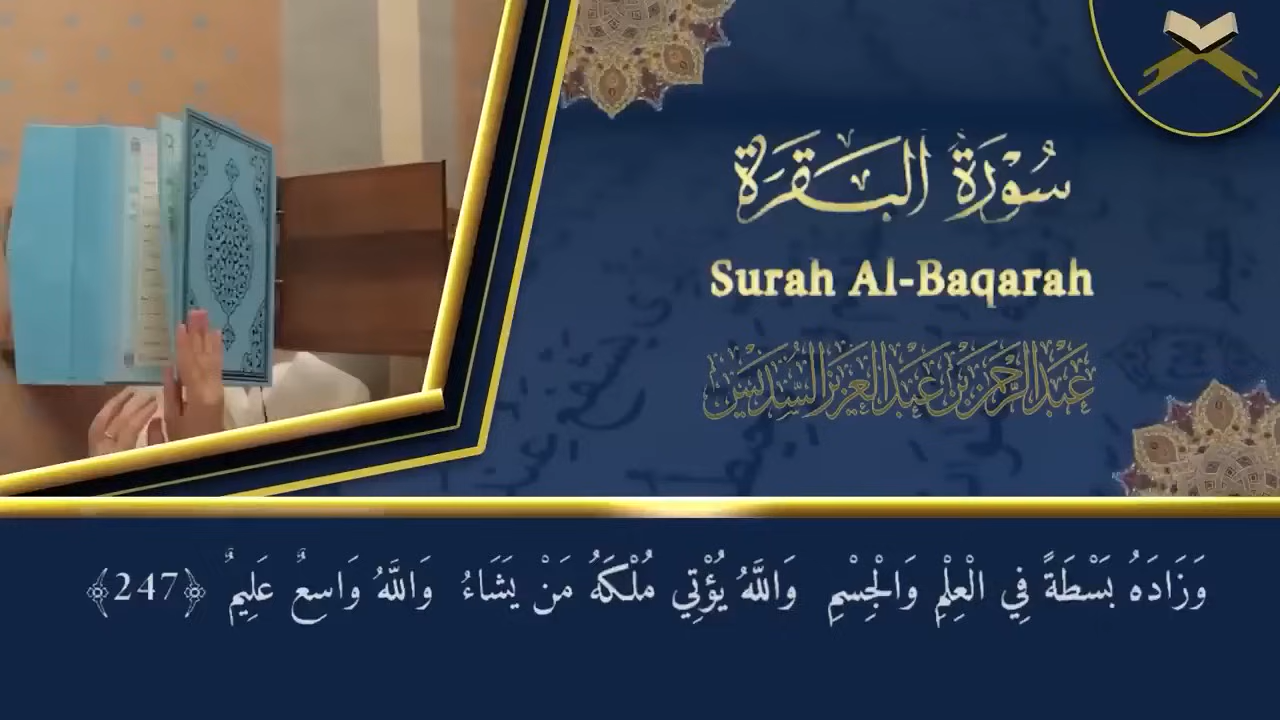 سُوْرَةُ البَقَرَة
Surah Al-Baqarah
عبد الرحمن بن عبد العزيز السديس
وَزَادَهُ بَسْطَةً فِي الْعِلْمِ وَالْجِسْمِ وَاللَّهُ يُؤْتِي مُلْكَهُ مَنْ يَشَاءُ وَاللَّهُ وَاسِعٌ عَلِيمٌ ﴿247﴾